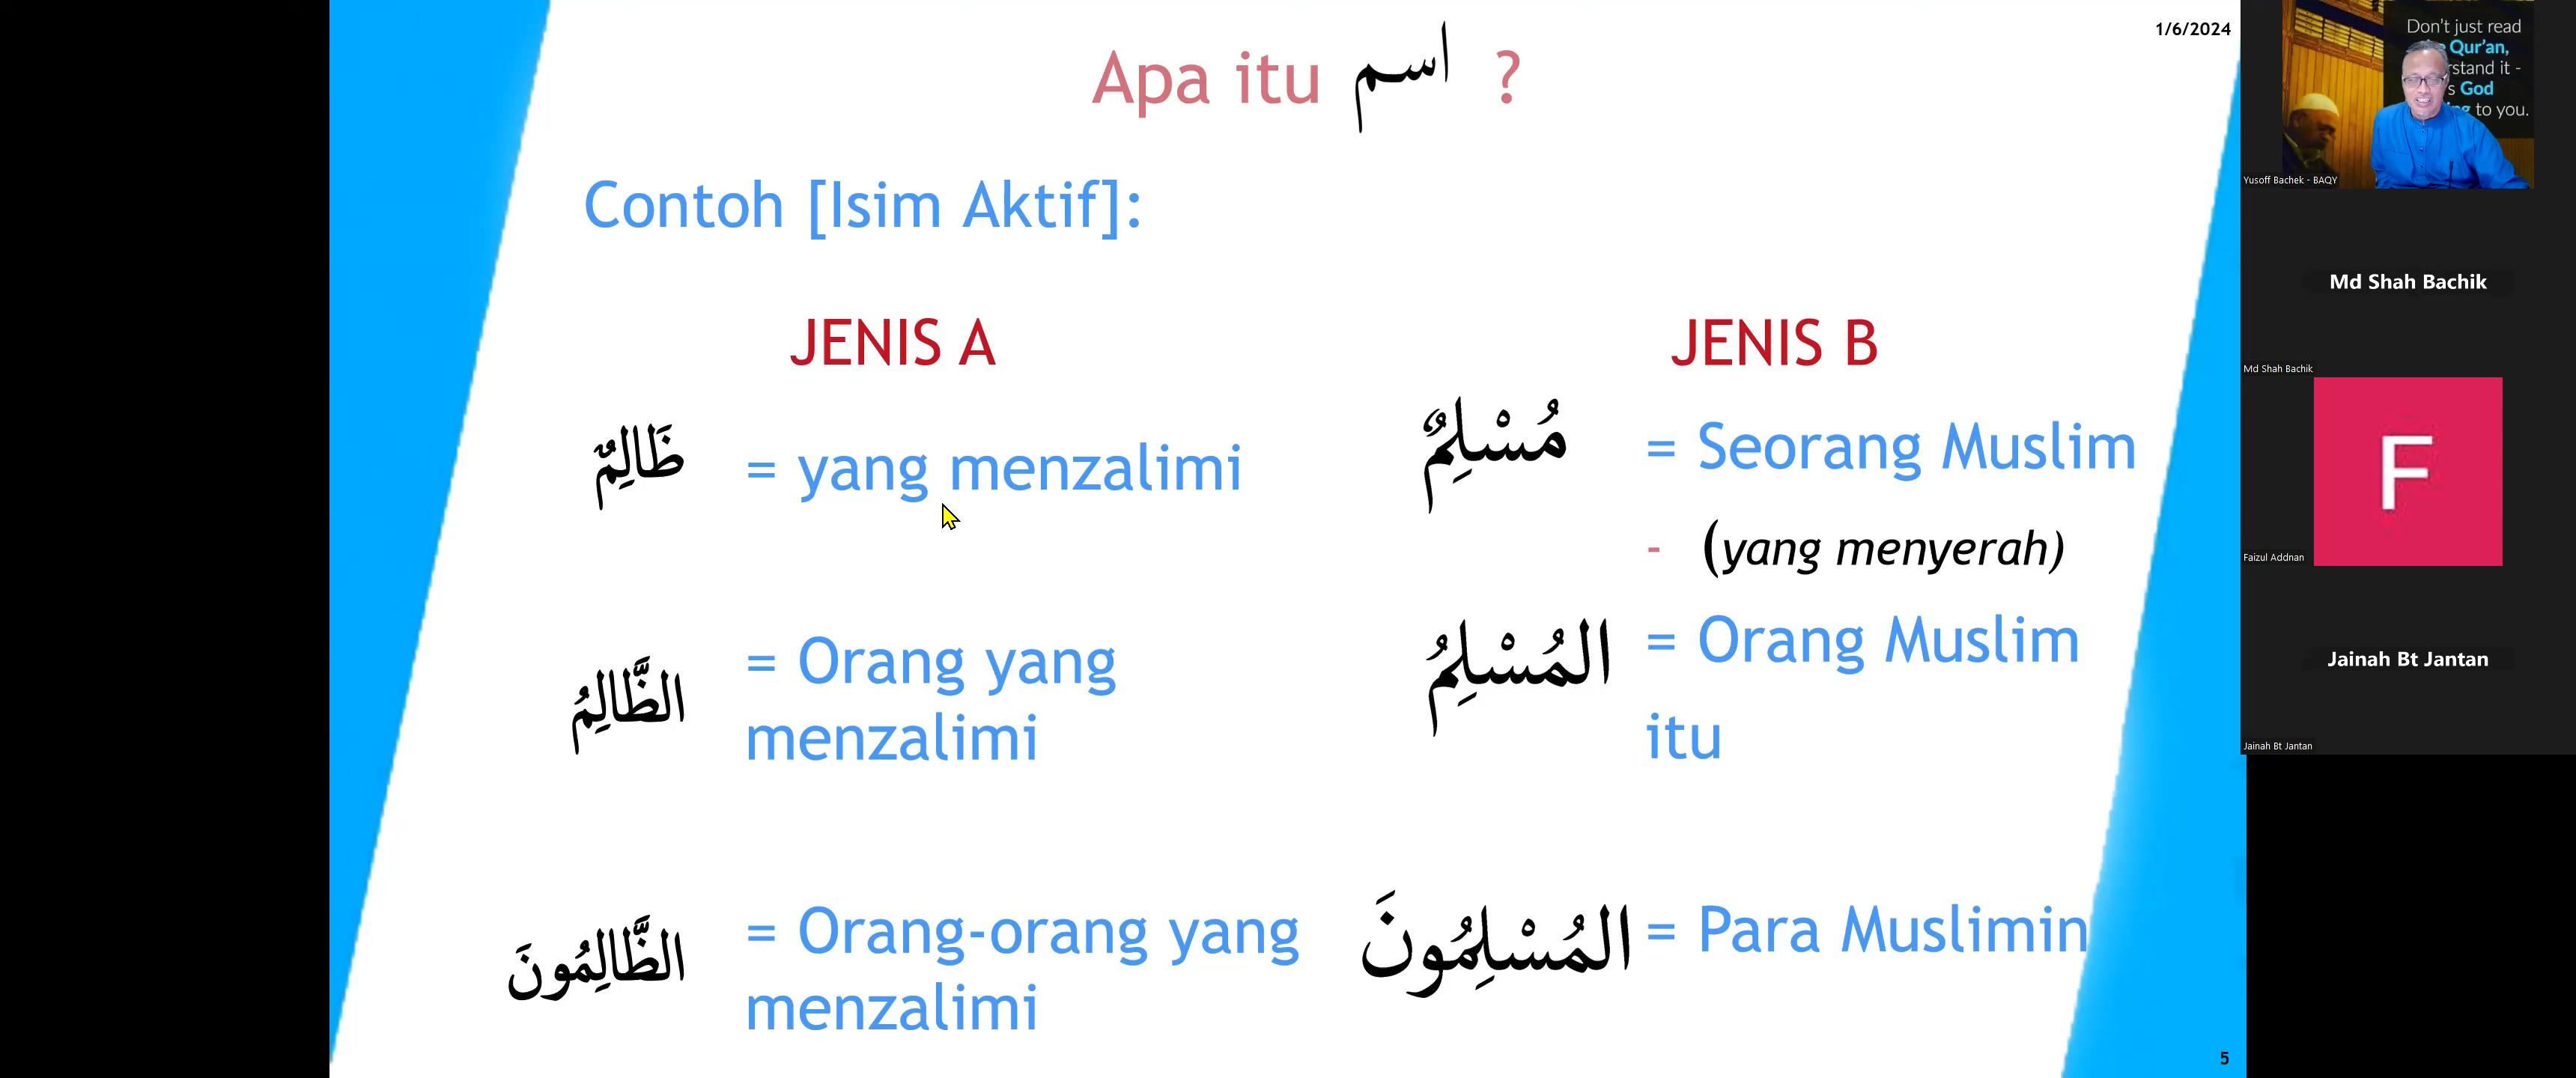 1/6/2024
Apa itu اسم ?
Contoh [Isim Aktif]:
JENIS A
ظَالِمٌ = yang menzalimi
الظَّالِمُ = Orang yang
menzalimi
الظَّالِمُونَ = Orang-orang yang
menzalimi
JENIS B
مُسْلِمٌ = Seorang Muslim
- (yang menyerah)
المُسْلِمُ = Orang Muslim
itu
المُسْلِمُونَ = Para Muslimin
5
Don't just read
Qur'an,
stand it -
s God
to you.
Yusoff Bachek - BAQY
Md Shah Bachik
Md Shah Bachik
F
Faizul Addnan
Jainah Bt Jantan
Jainah Bt Jantan